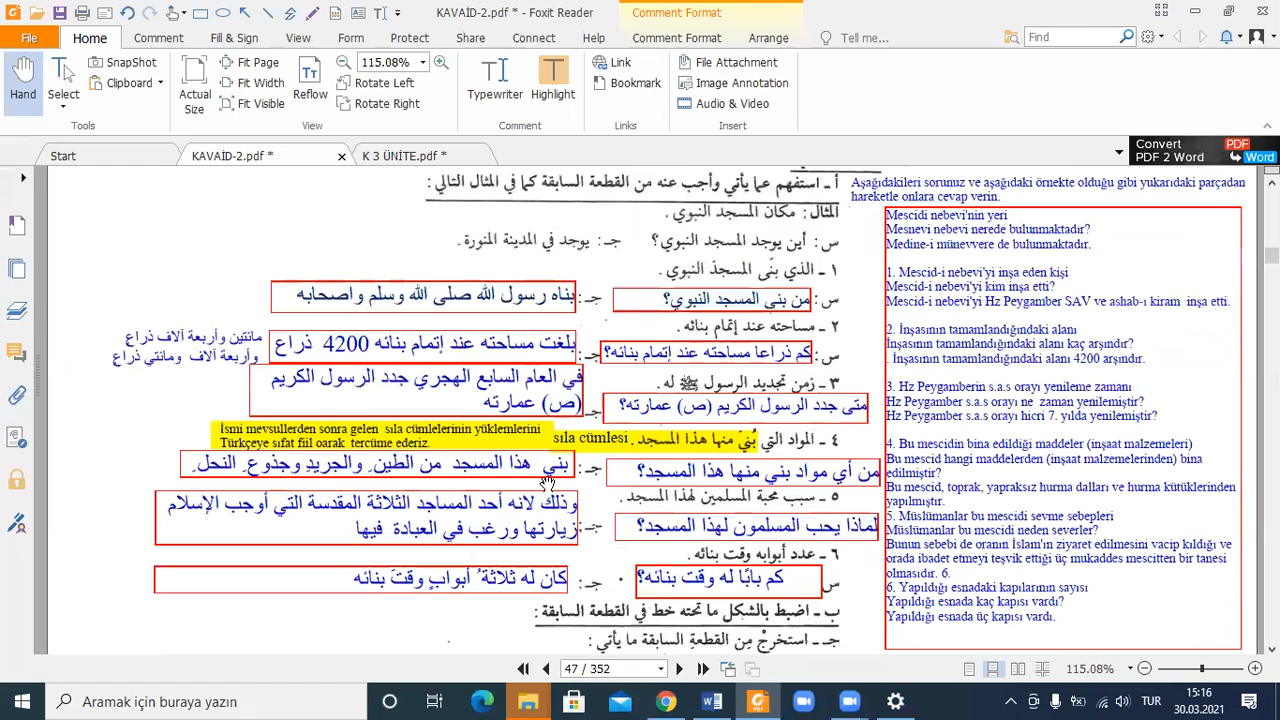 KAVAİD-2.pdf * - Foxit Reader
Comment Format
File
Home
Comment
Fill & Sign
View
Form
Protect
Share
Connect
Help
Comment Format
Arrange
Tell me...
Find
Hand
Select
SnapShot
Clipboard
Tools
Actual Size
Fit Page
Fit Width
Fit Visible
Reflow
115.08%
Rotate Left
Rotate Right
View
Typewriter
Highlight
Comment
Link
Bookmark
Links
File Attachment
Image Annotation
Audio & Video
Insert
Start
KAVAİD-2.pdf *
K 3 ÜNİTE.pdf *
Convert PDF
PDF 2 Word
Word
أ ـ استفهم عما يأتي وأجب عنه من القطعة السابقة كما في المثال التالي :
المثال : مكان المسجد النبوي .
س : أين يوجد المسجد النبوي؟ جـ : يوجد في المدينة المنورة .
١ ـ الذي بنَى المسجدَ النبوي .
س : من بنى المسجد النبوي؟
جـ : بناه رسول الله صلى الله وسلم واصحابه
٢ ـ مساحته عند إتمام بنائه .
س : كم ذراعا مساحته عند إتمام بنائه؟
جـ : بلغت مساحته عند إتمام بنائه 4200 ذراع
مائتين وأربعة آلاف ذراع
وأربعة آلاف ومائتي ذراع
٣ ـ زمن تجديد الرسول ﷺ له .
متى جدد الرسول الكريم (ص) عمارته؟
جـ في العام السابع الهجري جدد الرسول الكريم
(ص) عمارته
٤ ـ المواد التي بُنيَ منها هذا المسجد .
sıla cümlesi
İsmi mevsullerden sonra gelen sıla cümlelerinin yüklemlerini
Türkçeye sıfat fiil oarak tercüme ederiz.
من أي مواد بني منها هذا المسجد؟
جـ : بني هذا المسجد من الطين والجريد وجذوع النحل
٥ ـ سبب محبة المسلمين لهذا المسجد .
لماذا يحب المسلمون لهذا المسجد؟
جـ : وذلك لانه أحد المساجد الثلاثة المقدسة التي أوجب الإسلام
زيارتها ورغب في العبادة فيها
٦ ـ عدد أبوابه وقت بنائه .
س كم بابًا له وقت بنائه؟
جـ : كان له ثلاثةُ أبوابٍ وقتَ بنائه
ب ـ اضبط بالشكل ما تحته خط في القطعة السابقة :
جـ ـ استخرجْ مِن القطعةِ السابقة ما يأتي :
Aşağıdakileri sorunuz ve aşağıdaki örnekte olduğu gibi yukarıdaki parçadan
hareketle onlara cevap verin.
Mescidi nebevi'nin yeri
Mesnevi nebevi nerede bulunmaktadır?
Medine-i münevvere de bulunmaktadır.
1. Mescid-i nebevi'yi inşa eden kişi
Mescid-i nebevi'yi kim inşa etti?
Mescid-i nebevi'yi Hz Peygamber SAV ve ashab-ı kiram inşa etti.
2. İnşasının tamamlandığındaki alanı
İnşasının tamamlandığındaki alanı kaç arşındır?
. İnşasının tamamlandığındaki alanı 4200 arşındır.
3. Hz Peygamberin s.a.s orayı yenileme zamanı
Hz Peygamber s.a.s orayı ne zaman yenilemiştir?
Hz Peygamber s.a.s orayı hicri 7. yılda yenilemiştir?
4. Bu mescidin bina edildiği maddeler (inşaat malzemeleri)
Bu mescid hangi maddelerden (inşaat malzemelerinden) bina
edilmiştir?
Bu mescid, toprak, yapraksız hurma dalları ve hurma kütüklerinden
yapılmıştır.
5. Müslümanlar bu mescidi sevme sebepleri
Müslümanlar bu mescidi neden severler?
Bunun sebebi de oranın İslam'ın ziyaret edilmesini vacip kıldığı ve
orada ibadet etmeyi teşvik ettiği üç mukaddes mescitten bir tanesi
olmasıdır. 6.
6. Yapıldığı esnadaki kapılarının sayısı
Yapıldığı esnada kaç kapısı vardı?
Yapıldığı esnada üç kapısı vardı.
47 / 352
115.08%
Aramak için buraya yazın
TUR
15:16
30.03.2021